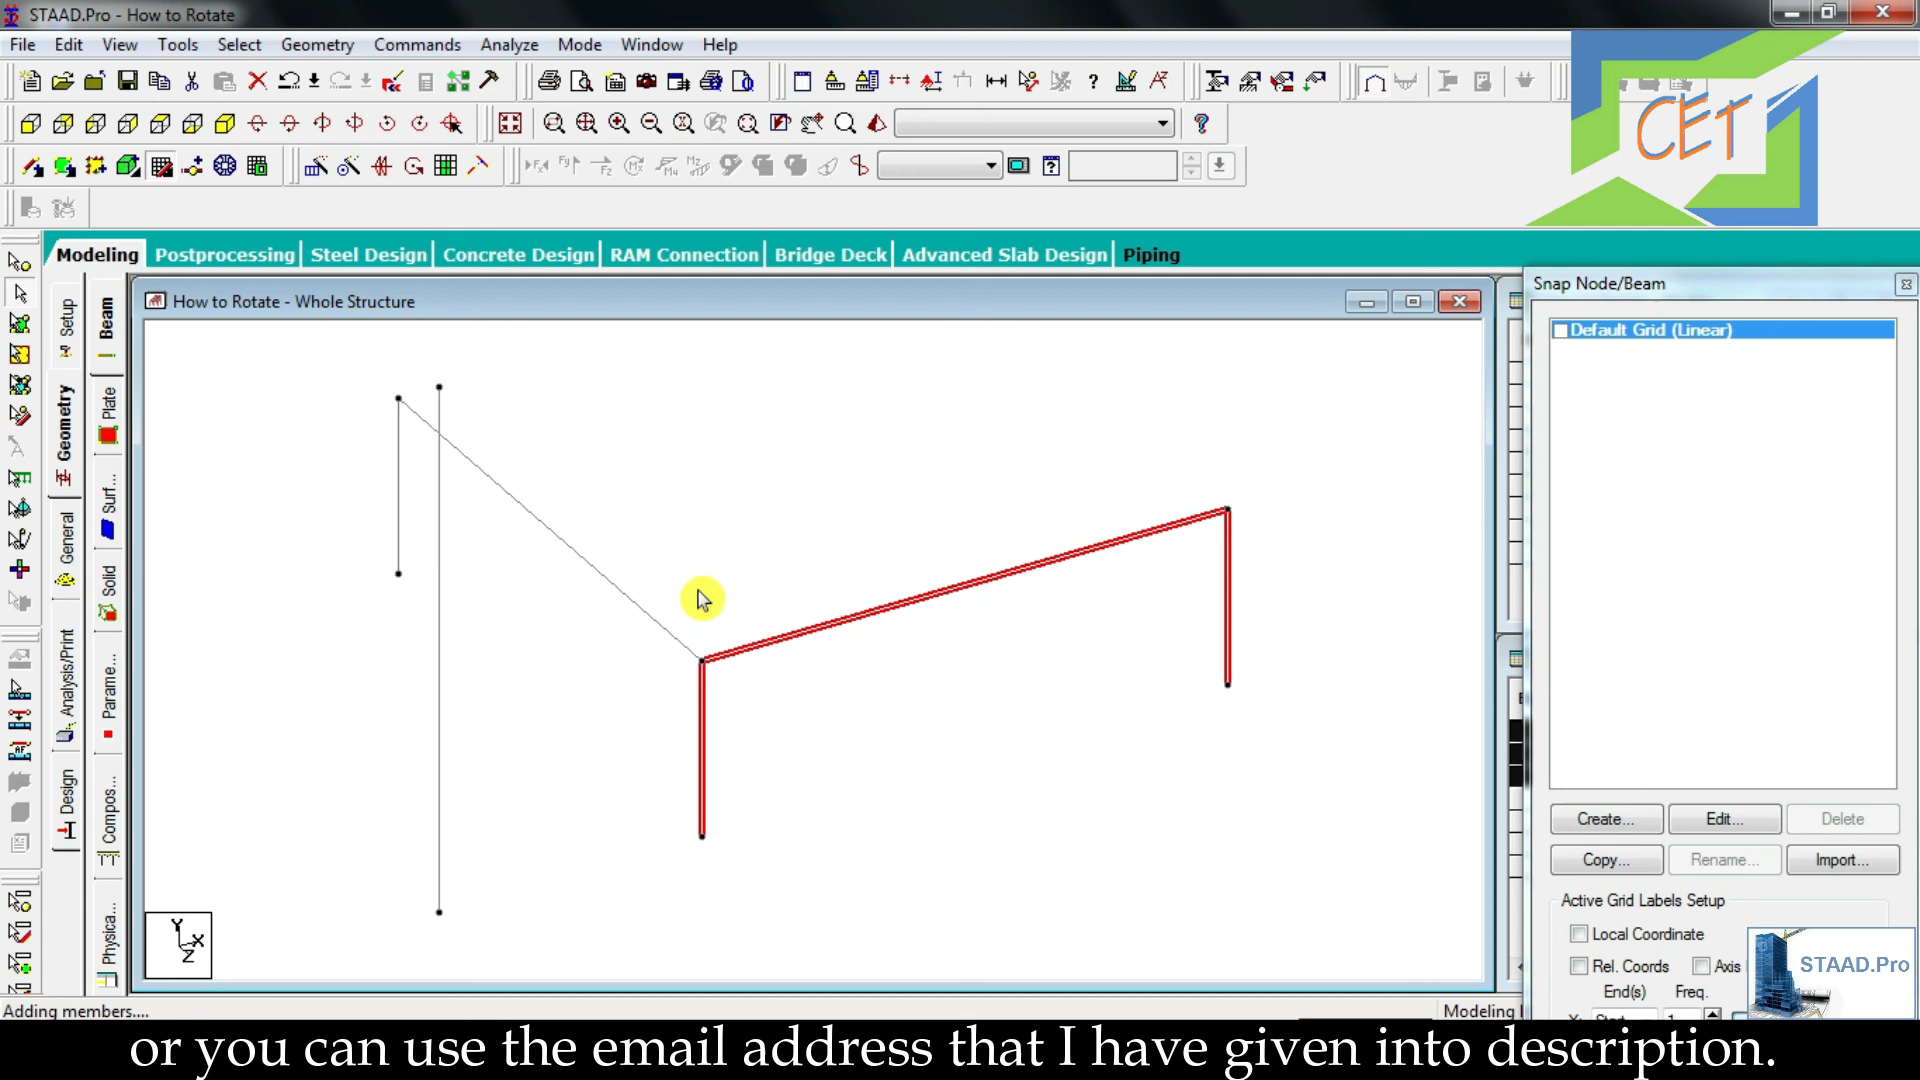 STAAD.Pro - How to Rotate
File Edit View Tools Select Geometry Commands Analyze Mode Window Help
CET
Modeling Postprocessing Steel Design Concrete Design RAM Connection Bridge Deck Advanced Slab Design Piping
How to Rotate - Whole Structure
Snap Node/Beam
Default Grid (Linear)
Setup
Geometry
General
Analysis/Print
Design
Beam
Plate
Surf...
Solid
Parame...
Compos...
Physica...
Y
X
Z
Create... Edit... Delete
Copy... Rename... Import...
Active Grid Labels Setup
Local Coordinate
Rel. Coords Axis
End(s) Freq.
STAAD.Pro
Adding members....
Modeling
or you can use the email address that I have given into description.